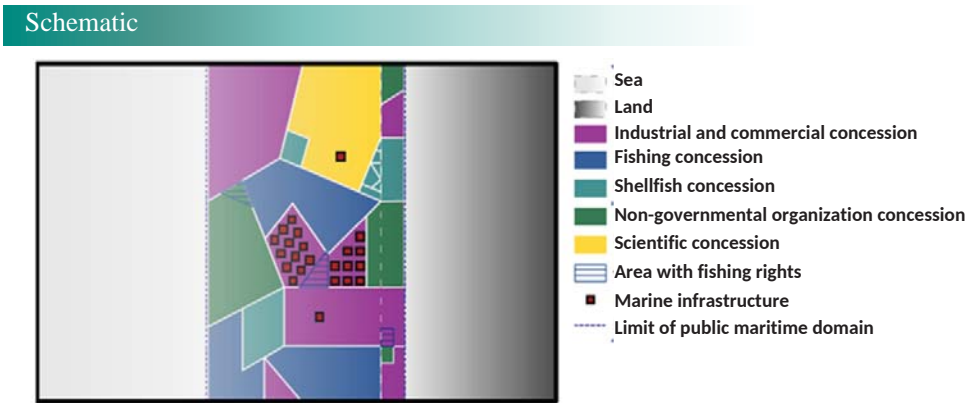 Schematic
Sea
Land
Industrial and commercial concession
Fishing concession
Shellfish concession
Non-governmental organization concession
Scientific concession
Area with fishing rights
Marine infrastructure
Limit of public maritime domain